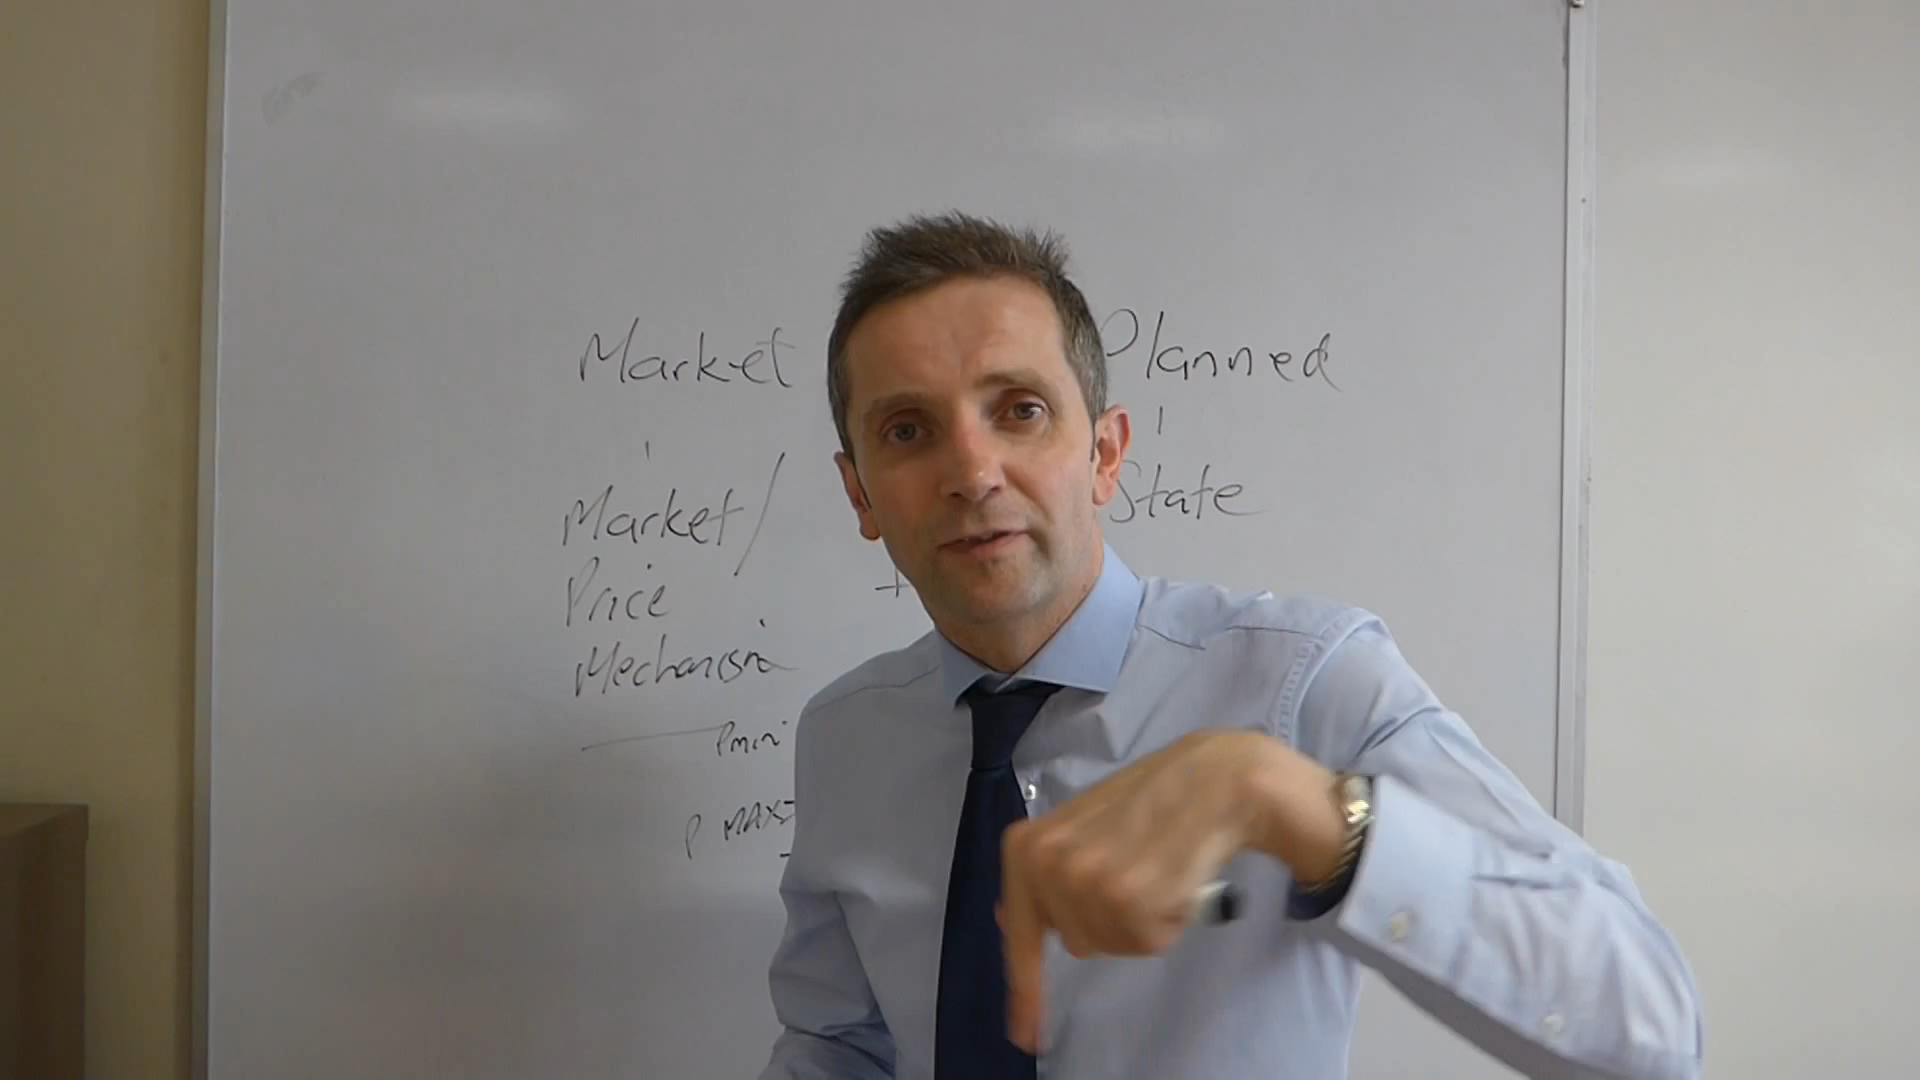 Market Planned
Market/ State
Price +
Mechanism
Pmin
P MAX